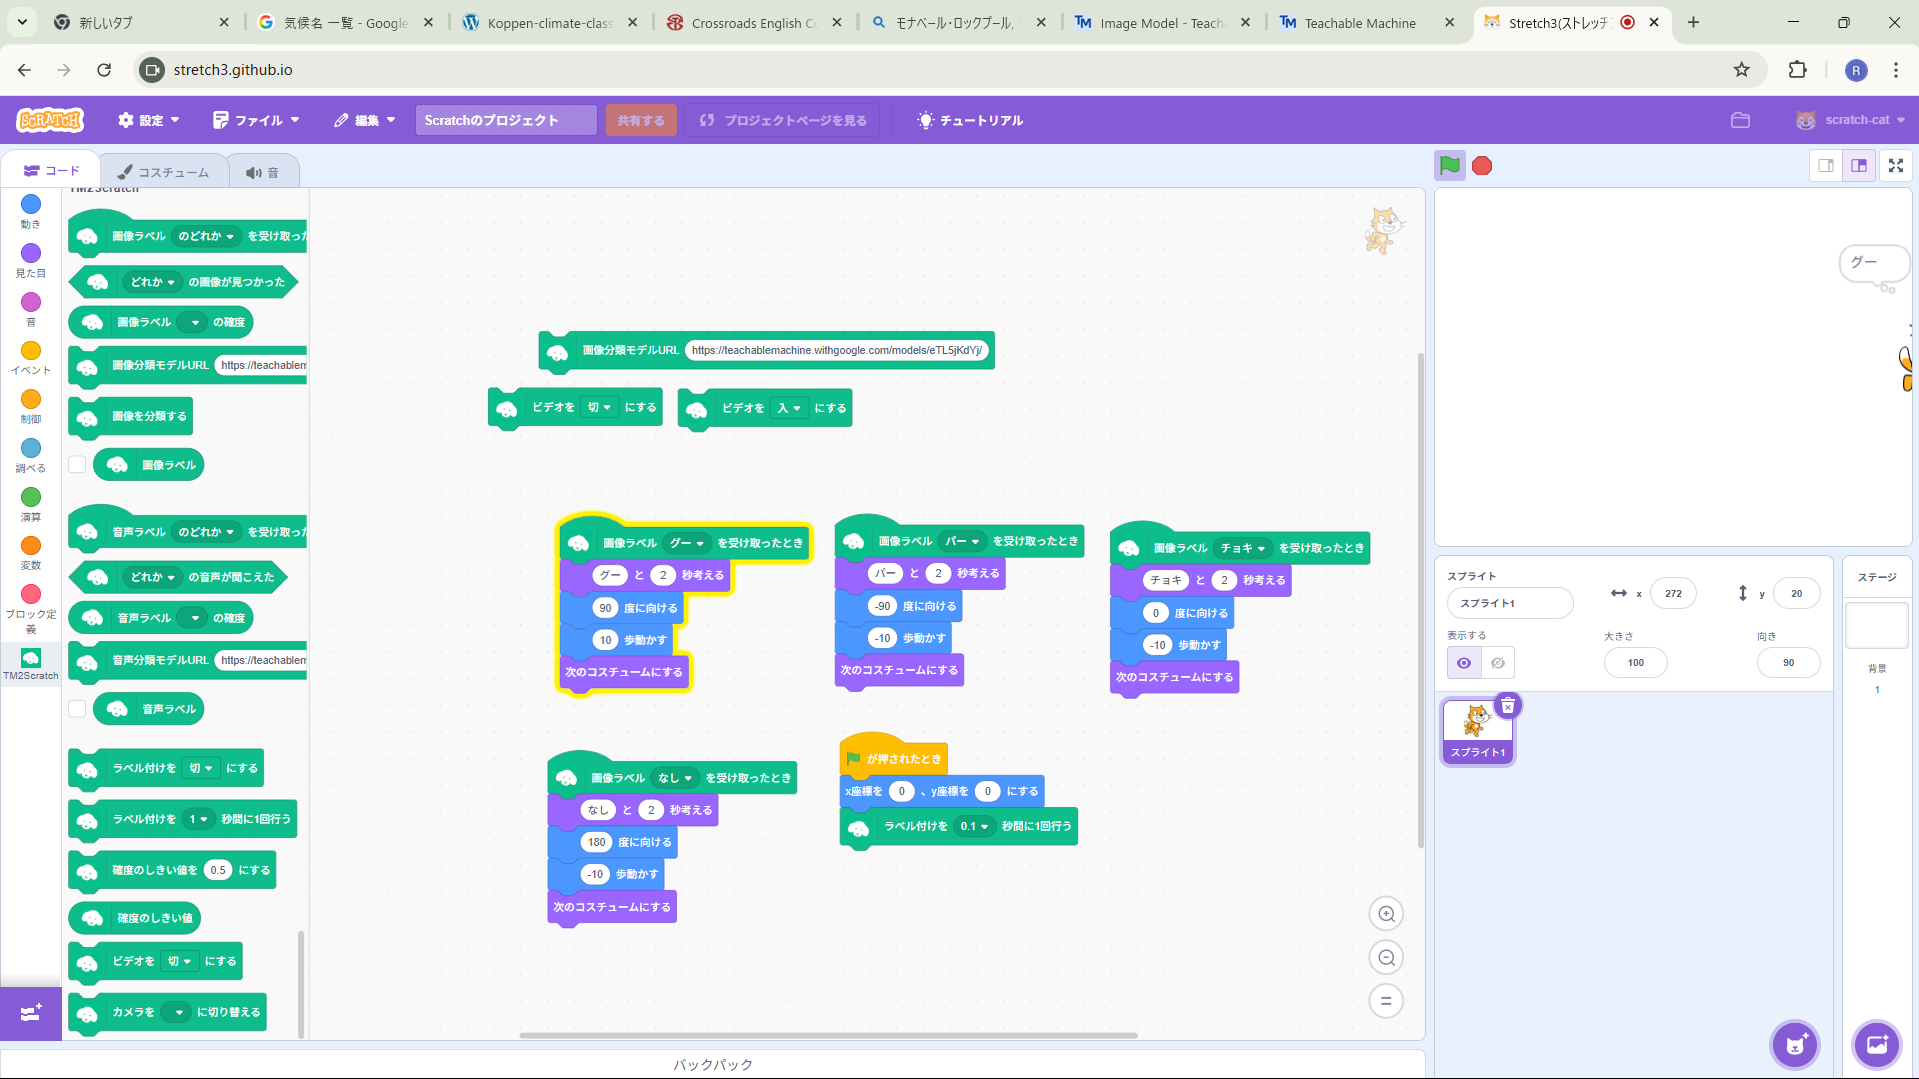 新しいタブ
気候名 一覧 - Google
Koppen-climate-class
Crossroads English Co
モナベール・ロックプール,
Image Model - Teach
Teachable Machine
Stretch3(ストレッチ
stretch3.github.io
R
SCRATCH
設定
ファイル
編集
Scratchのプロジェクト
共有する
プロジェクトページを見る
チュートリアル
scratch-cat
コード
コスチューム
音
動き
見た目
音
イベント
制御
調べる
演算
変数
ブロック定義
TM2Scratch
TM2Scratch
画像ラベル のどれか を受け取った
どれか の画像が見つかった
画像ラベル の確度
画像分類モデルURL https://teachablem
画像を分類する
画像ラベル
音声ラベル のどれか を受け取った
どれか の音声が聞こえた
音声ラベル の確度
音声分類モデルURL https://teachablem
音声ラベル
ラベル付けを 切 にする
ラベル付けを 1 秒間に1回行う
確度のしきい値を 0.5 にする
確度のしきい値
ビデオを 切 にする
カメラを に切り替える
画像分類モデルURL https://teachablemachine.withgoogle.com/models/eTL5jKdYj/
ビデオを 切 にする
ビデオを 入 にする
画像ラベル グー を受け取ったとき
グー と 2 秒考える
90 度に向ける
10 歩動かす
次のコスチュームにする
画像ラベル パー を受け取ったとき
パー と 2 秒考える
-90 度に向ける
-10 歩動かす
次のコスチュームにする
画像ラベル チョキ を受け取ったとき
チョキ と 2 秒考える
0 度に向ける
-10 歩動かす
次のコスチュームにする
画像ラベル なし を受け取ったとき
なし と 2 秒考える
180 度に向ける
-10 歩動かす
次のコスチュームにする
が押されたとき
x座標を 0 、y座標を 0 にする
ラベル付けを 0.1 秒間に1回行う
バックパック
グー
スプライト
スプライト1
x 272
y 20
表示する
大きさ
100
向き
90
スプライト1
ステージ
背景
1